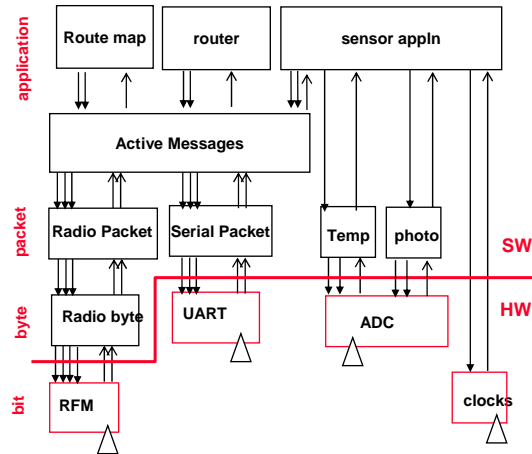 application
Route map
router
sensor appln
Active Messages
packet
Radio Packet
Serial Packet
Temp
photo
SW
HW
byte
Radio byte
UART
ADC
bit
RFM
clocks